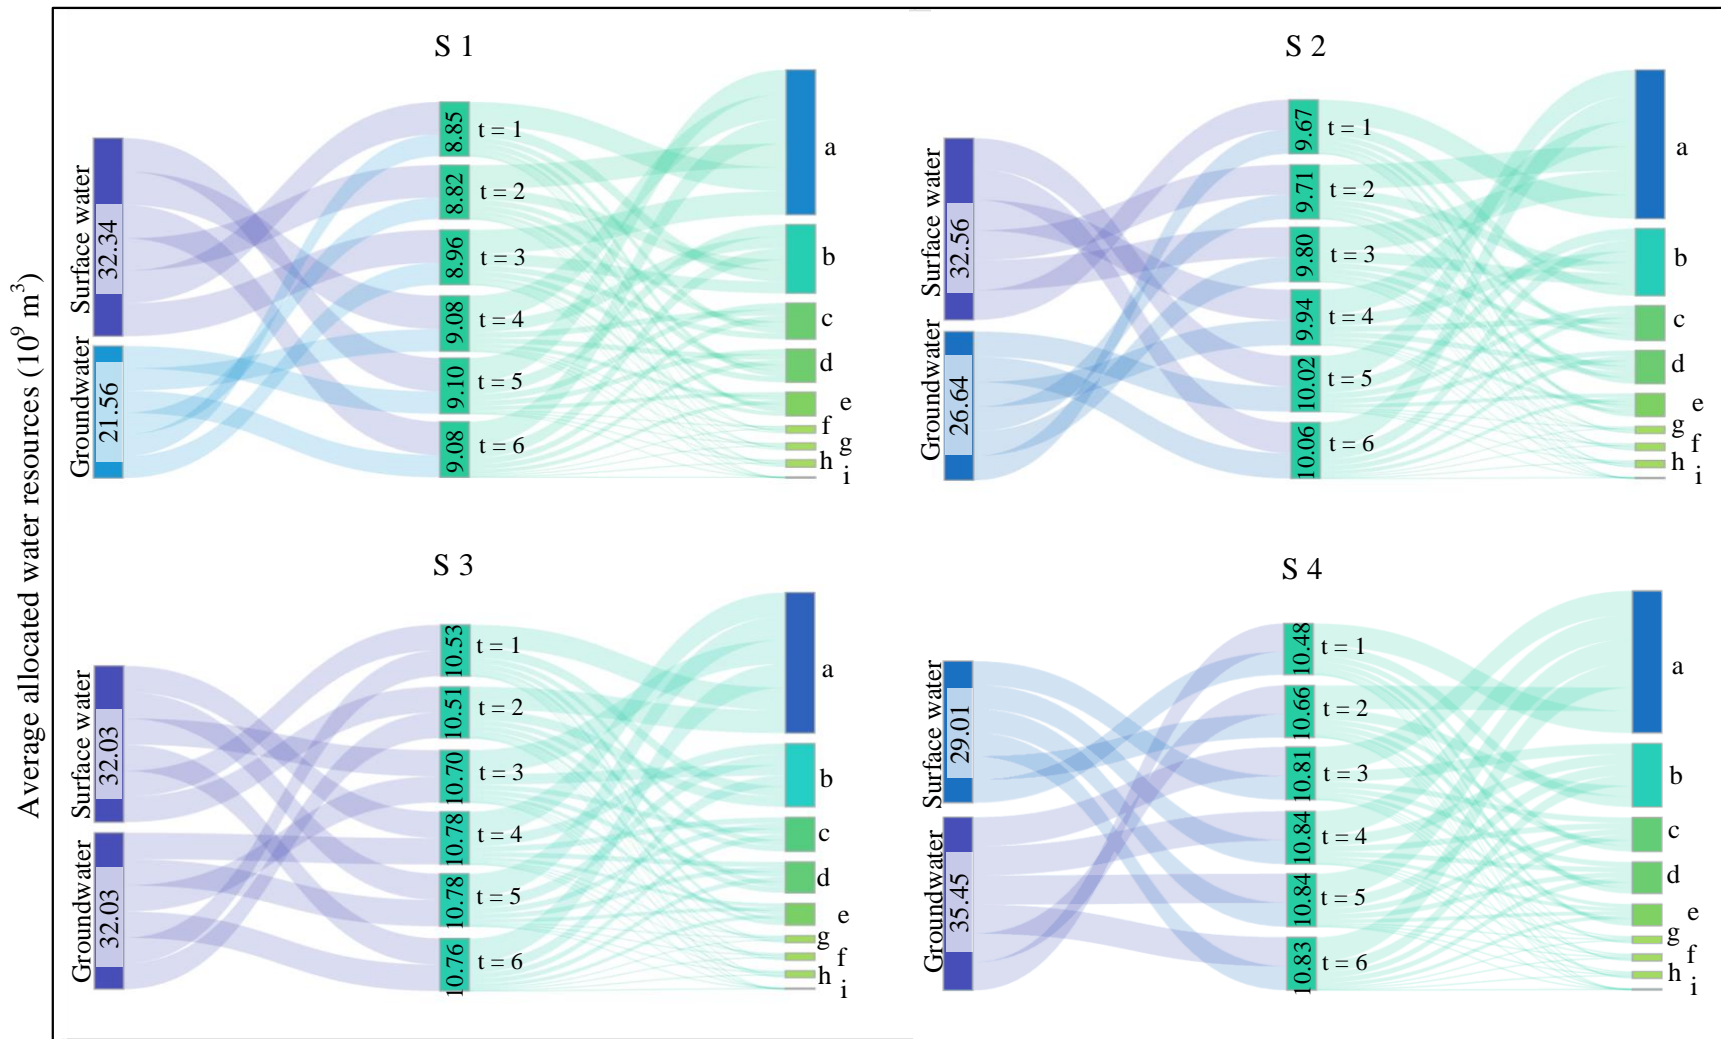 Average allocated water resources (10⁹ m³)
S 1
Surface water
32.34
Groundwater
21.56
8.85
t = 1
8.82
t = 2
8.96
t = 3
9.08
t = 4
9.10
t = 5
9.08
t = 6
a
b
c
d
e
f
g
h
i
S 2
Surface water
32.56
Groundwater
26.64
9.67
t = 1
9.71
t = 2
9.80
t = 3
9.94
t = 4
10.02
t = 5
10.06
t = 6
a
b
c
d
e
g
f
h
i
S 3
Surface water
32.03
Groundwater
32.03
10.53
t = 1
10.51
t = 2
10.70
t = 3
10.78
t = 4
10.78
t = 5
10.76
t = 6
a
b
c
d
e
g
f
h
i
S 4
Surface water
29.01
Groundwater
35.45
10.48
t = 1
10.66
t = 2
10.81
t = 3
10.84
t = 4
10.84
t = 5
10.83
t = 6
a
b
c
d
e
g
f
h
i